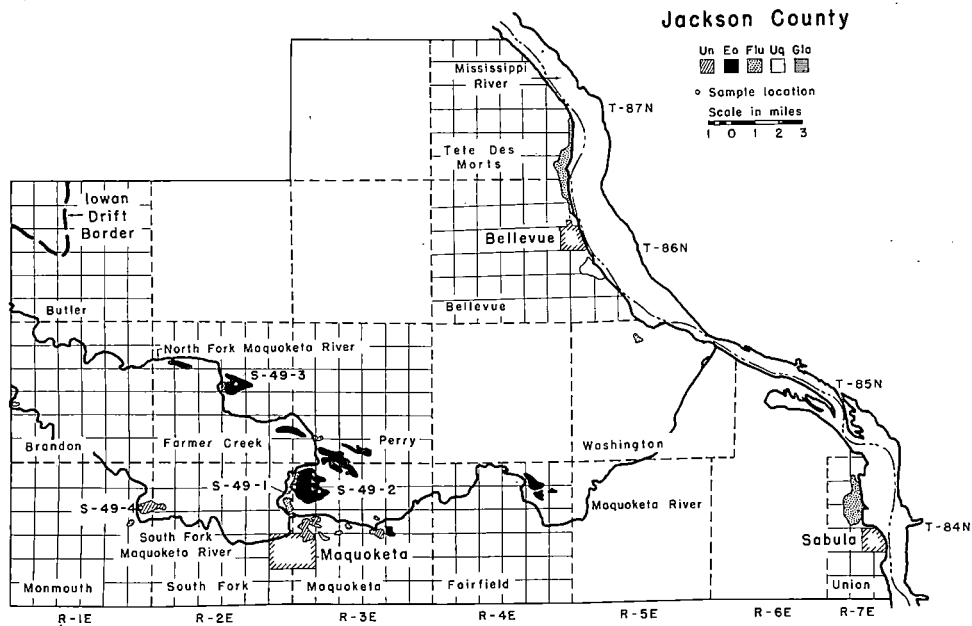 Jackson County
Un Eo Flu Uq Gla
Sample location
Scale in miles
1 0 1 2 3
Mississippi
River
T-87N
Tete Des
Morts
Iowan
Drift
Border
Bellevue
T-86N
Butler
Bellevue
North Fork Maquoketa River
S-49-3
T-85N
Brandon
Farmer Creek
Perry
Washington
S-49-1
S-49-2
S-49-4
Maquoketa River
South Fork
Maquoketa River
Maquoketa
T-84N
Sabula
Monmouth
South Fork
Maquoketa
Fairfield
Union
R-1E R-2E R-3E R-4E R-5E R-6E R-7E